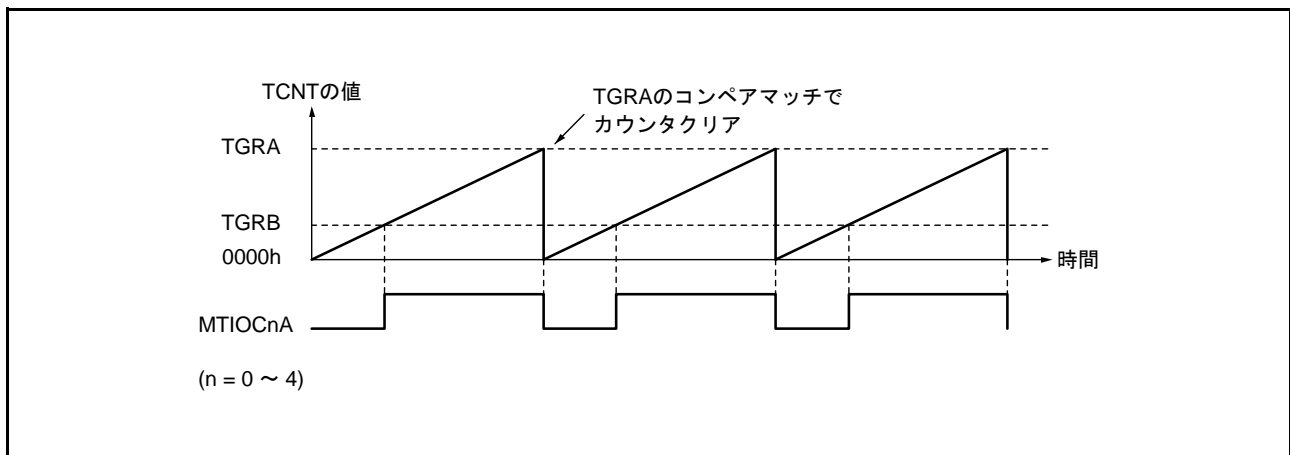 TCNTの値
TGRAのコンペアマッチで
カウンタクリア
TGRA
TGRB
0000h
時間
MTIOCnA
(n = 0 ～ 4)